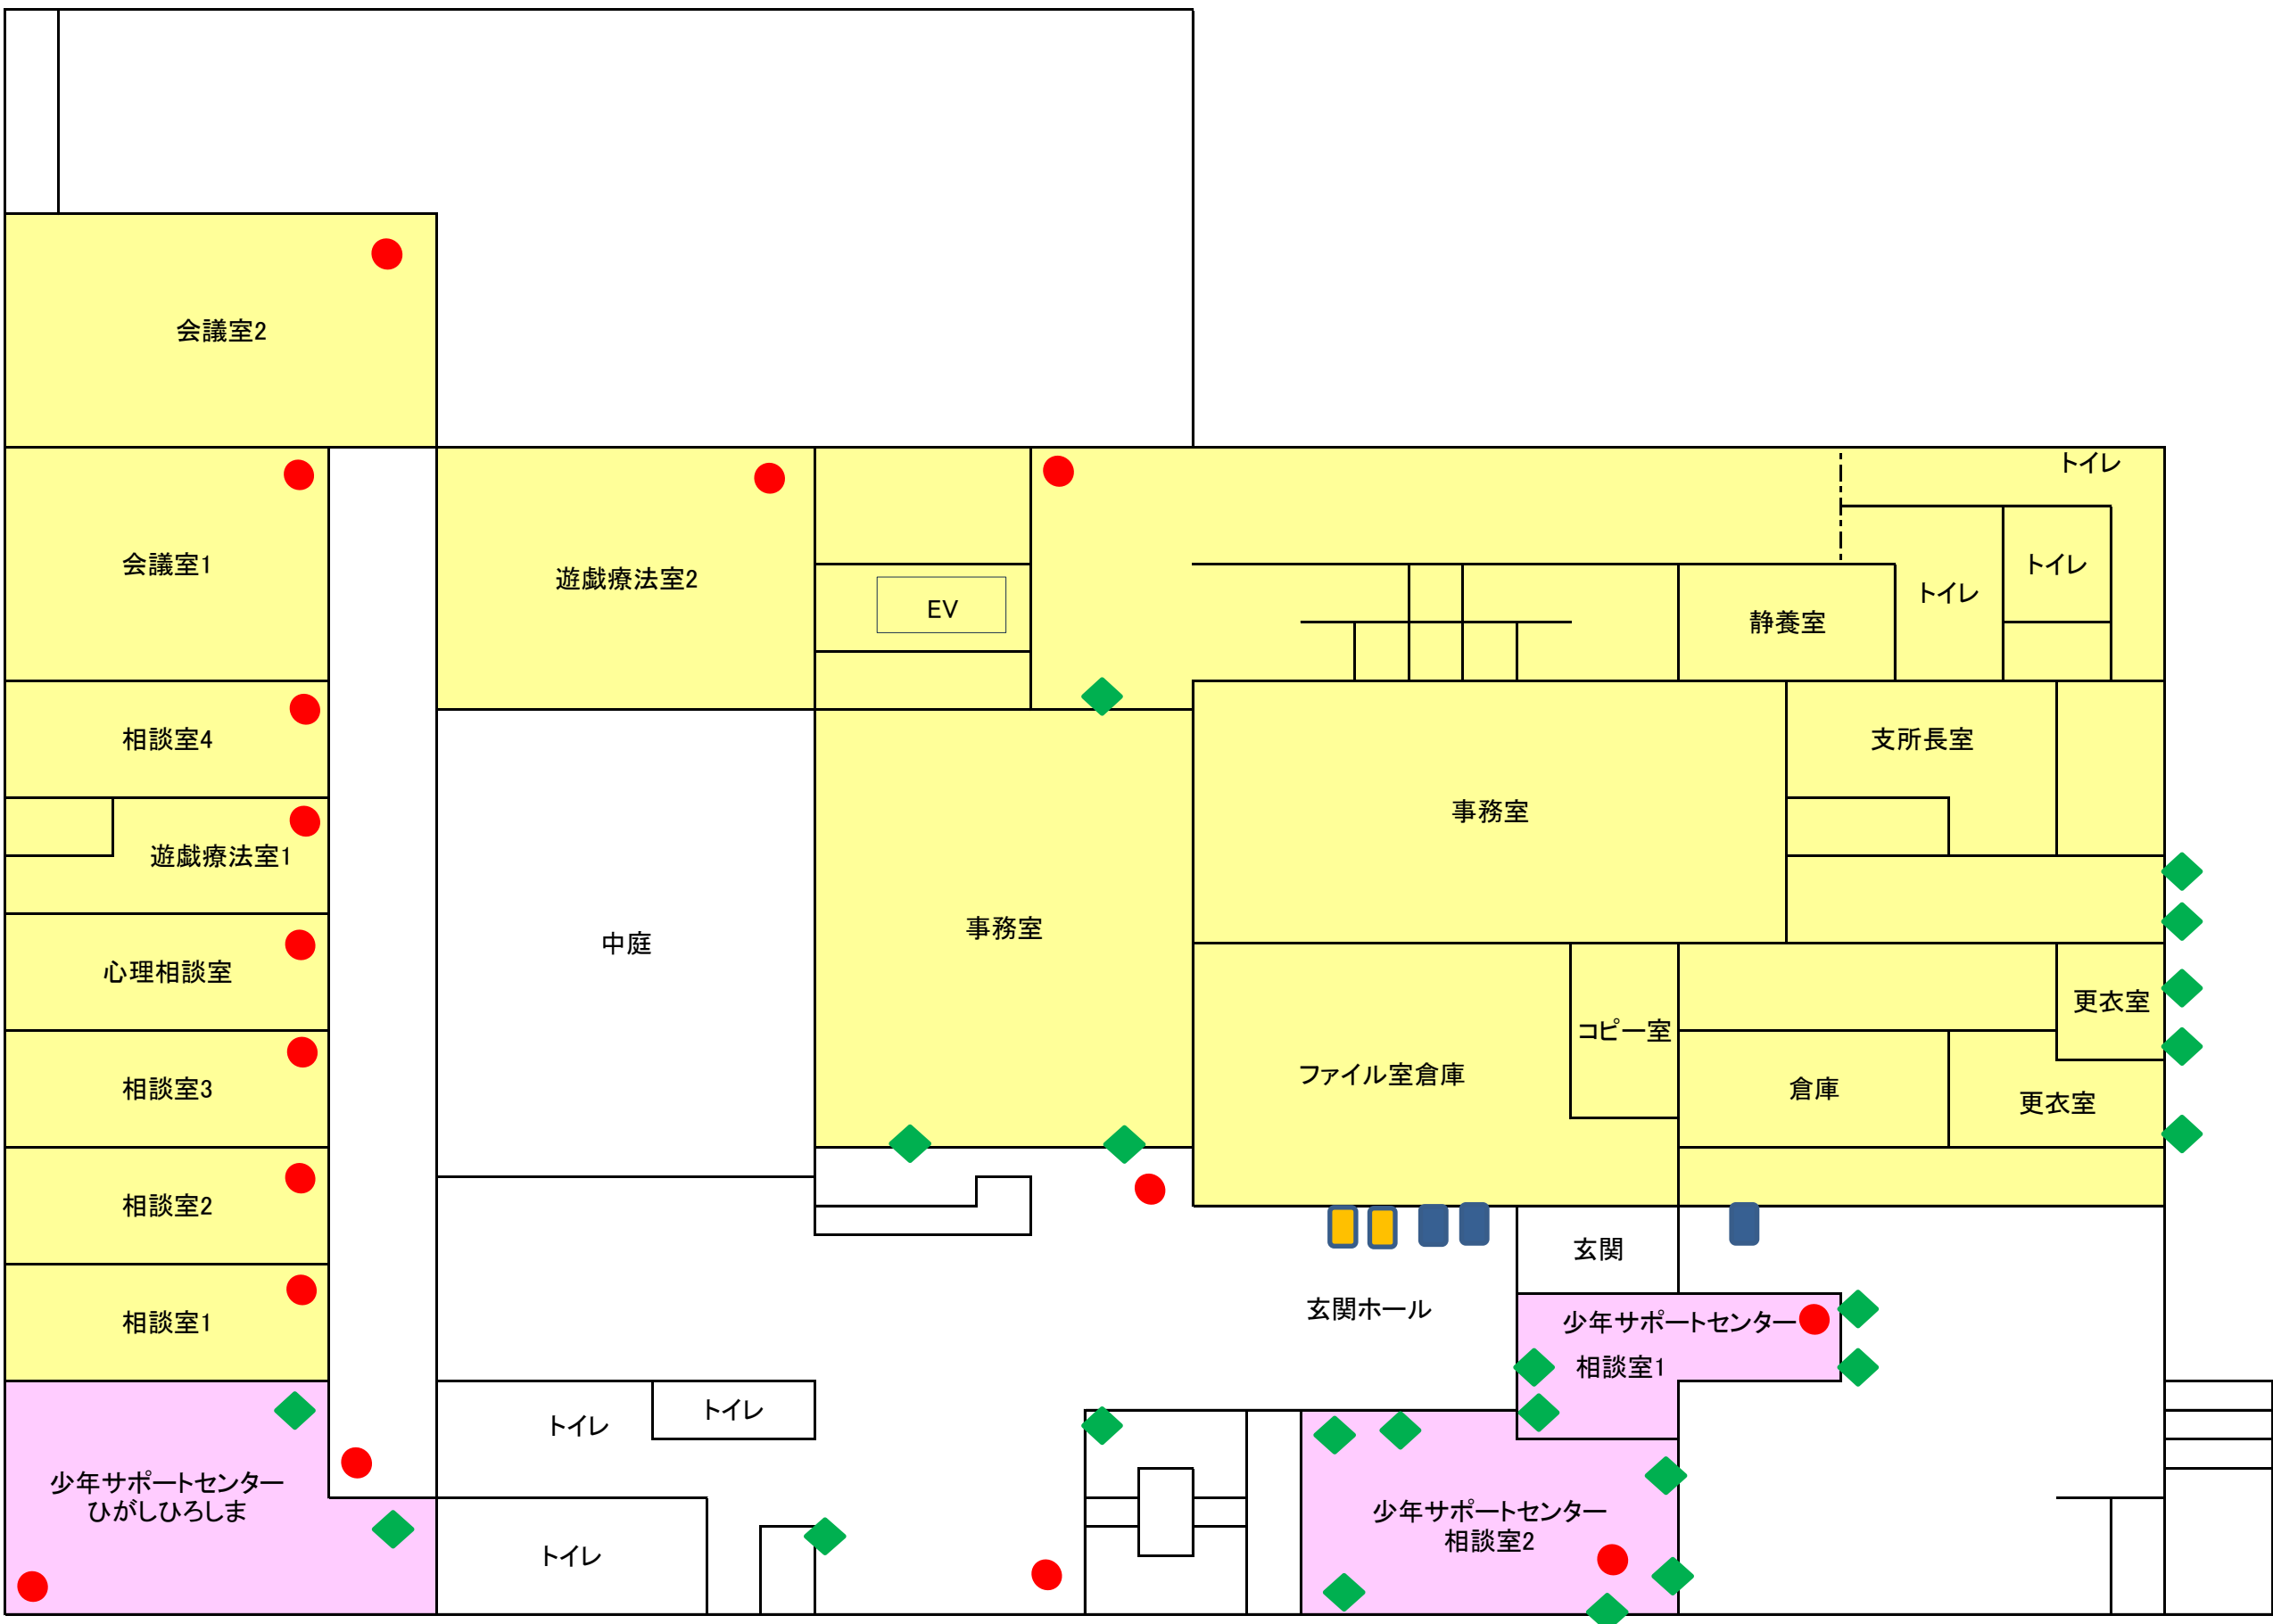 会議室2
トイレ
会議室1
遊戯療法室2
EV
静養室
トイレ
トイレ
相談室4
支所長室
事務室
遊戯療法室1
事務室
中庭
心理相談室
更衣室
コピー室
ファイル室倉庫
相談室3
倉庫
更衣室
相談室2
玄関
玄関ホール
相談室1
少年サポートセンター
相談室1
トイレ
トイレ
少年サポートセンター
ひがしひろしま
少年サポートセンター
相談室2
トイレ